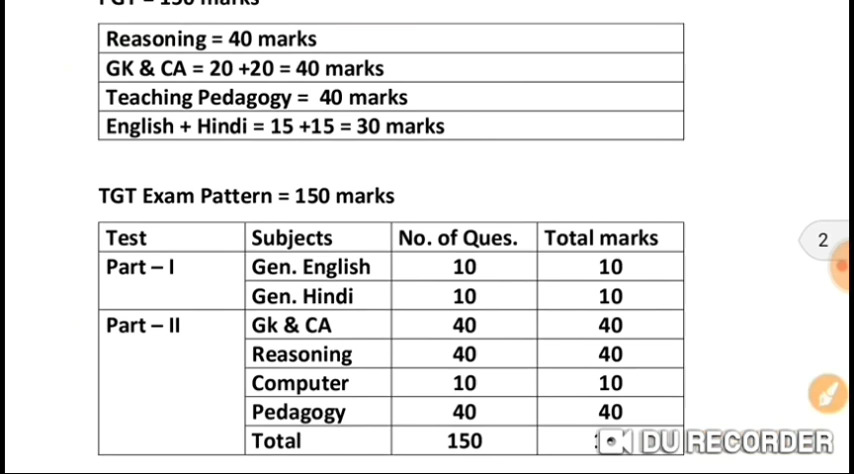 Reasoning = 40 marks
GK & CA = 20 +20 = 40 marks
Teaching Pedagogy = 40 marks
English + Hindi = 15 +15 = 30 marks
TGT Exam Pattern = 150 marks
Test Subjects No. of Ques. Total marks
Part – I Gen. English 10 10
Gen. Hindi 10 10
Part – II Gk & CA 40 40
Reasoning 40 40
Computer 10 10
Pedagogy 40 40
Total 150
2
DU RECORDER